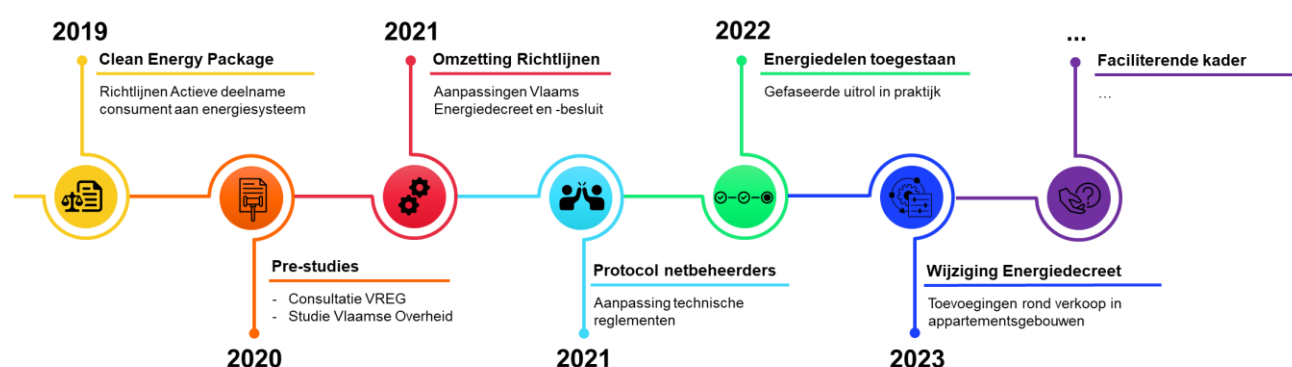 2019
Clean Energy Package
Richtlijnen Actieve deelname
consument aan energiesysteem
Pre-studies
- Consultatie VREG
- Studie Vlaamse Overheid
2020
2021
Omzetting Richtlijnen
Aanpassingen Vlaams
Energiedecreet en -besluit
Protocol netbeheerders
Aanpassing technische
reglementen
2021
2022
Energiedelen toegestaan
Gefaseerde uitrol in praktijk
Wijziging Energiedecreet
Toevoegingen rond verkoop in
appartementsgebouwen
2023
...
Faciliterende kader
...